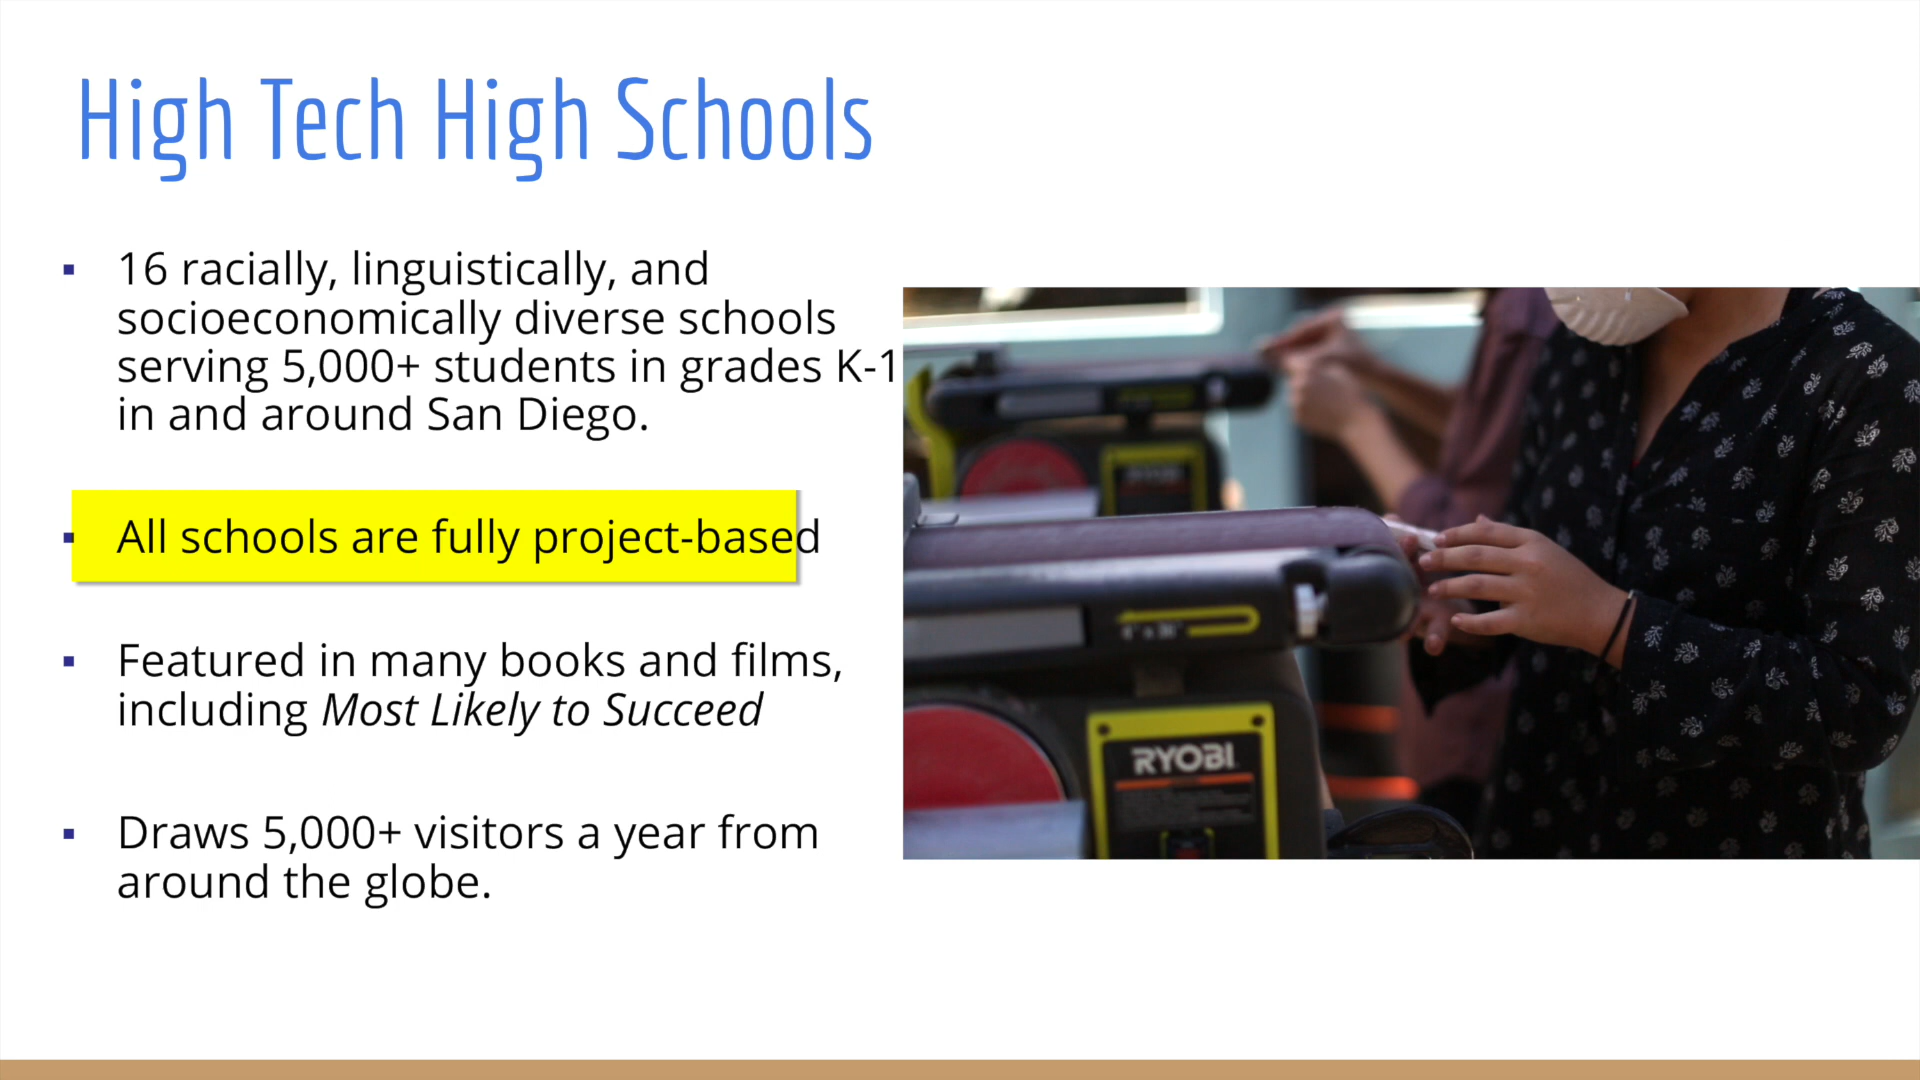 High Tech High Schools
▪ 16 racially, linguistically, and
socioeconomically diverse schools
serving 5,000+ students in grades K-1
in and around San Diego.
▪ All schools are fully project-based
▪ Featured in many books and films,
including Most Likely to Succeed
▪ Draws 5,000+ visitors a year from
around the globe.
RYOBI